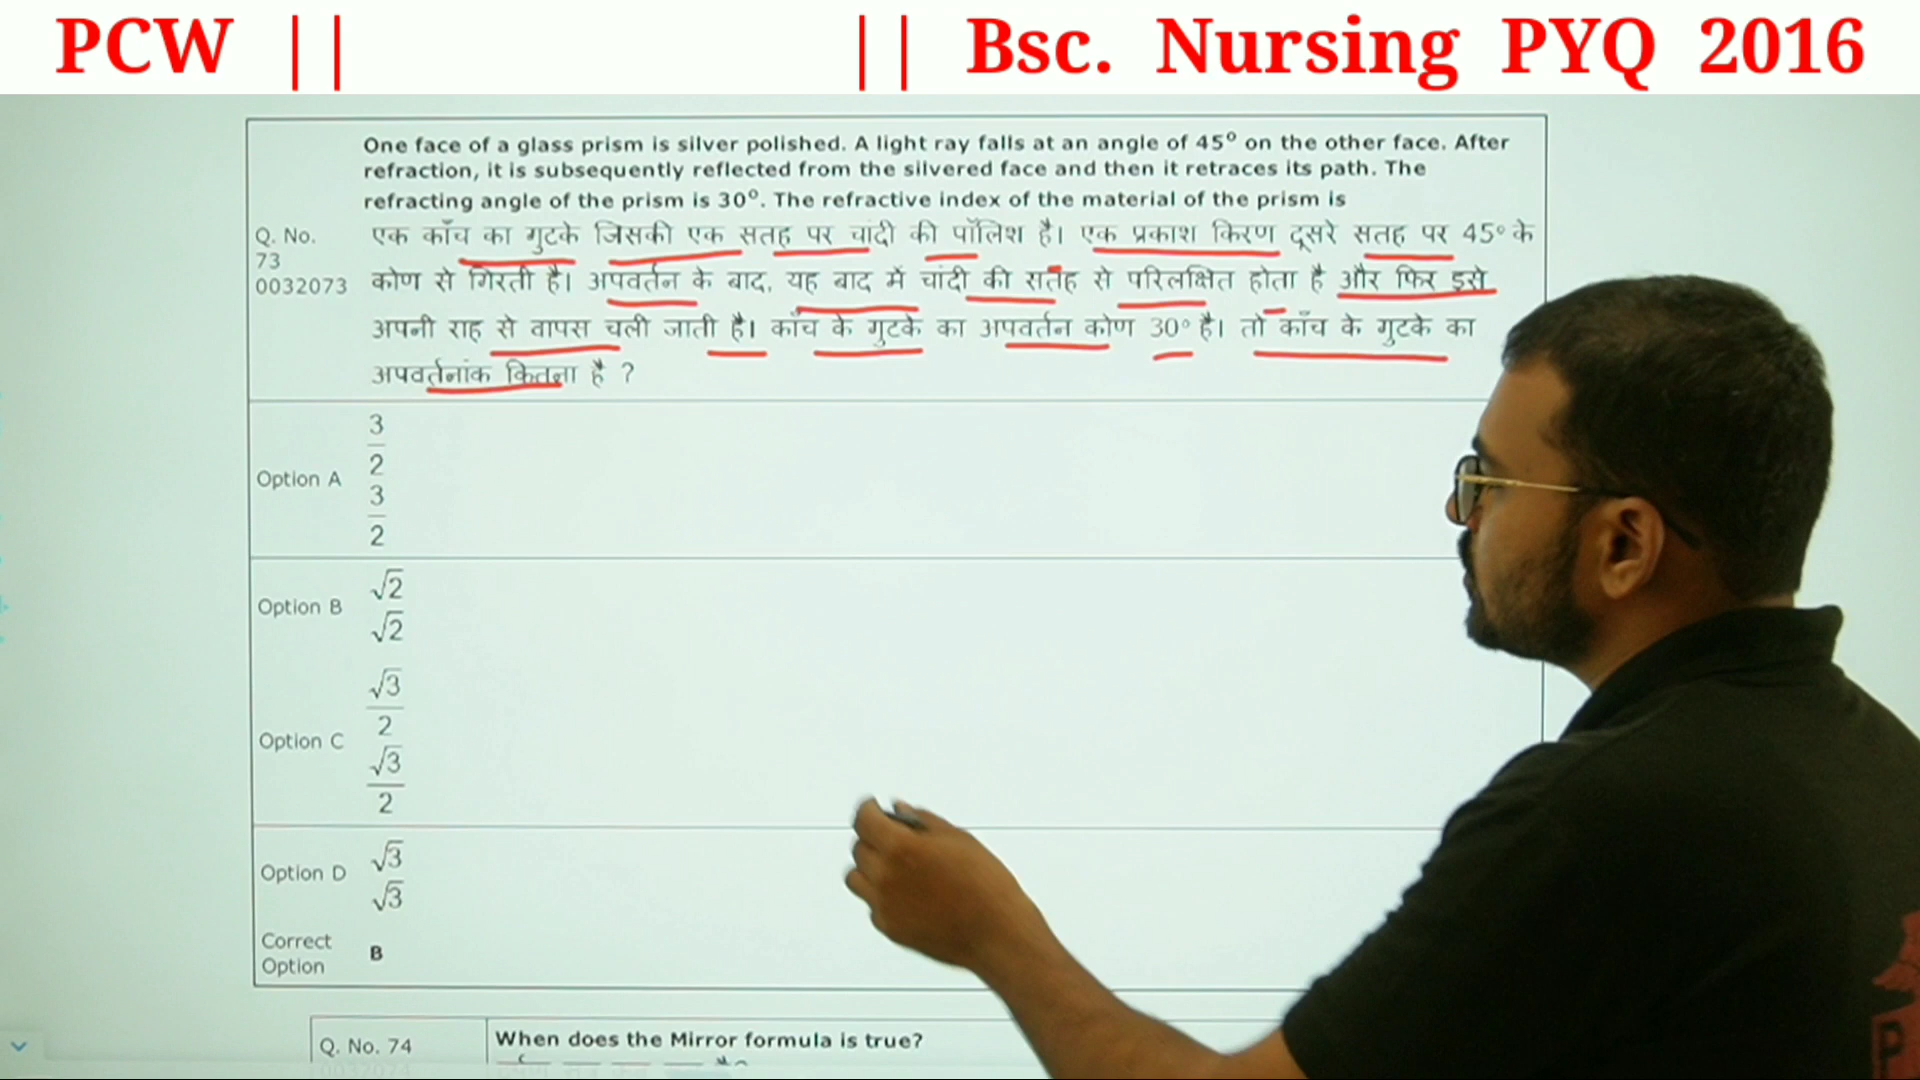 PCW || || Bsc. Nursing PYQ 2016
One face of a glass prism is silver polished. A light ray falls at an angle of 45⁰ on the other face. After
refraction, it is subsequently reflected from the silvered face and then it retraces its path. The
refracting angle of the prism is 30⁰. The refractive index of the material of the prism is
Q. No.
73
0032073
एक काँच का गुटके जिसकी एक सतह पर चांदी की पॉलिश है। एक प्रकाश किरण दूसरे सतह पर 45° के
कोण से गिरती है। अपवर्तन के बाद, यह बाद में चांदी की सतह से परिलक्षित होता है और फिर इसे
अपनी राह से वापस चली जाती है। काँच के गुटके का अपवर्तन कोण 30° है। तो काँच के गुटके का
अपवर्तनांक कितना है ?
Option A
3
2
3
2
Option B
√2
√2
Option C
√3
2
√3
2
Option D
√3
√3
Correct
Option
B
Q. No. 74
When does the Mirror formula is true?
P